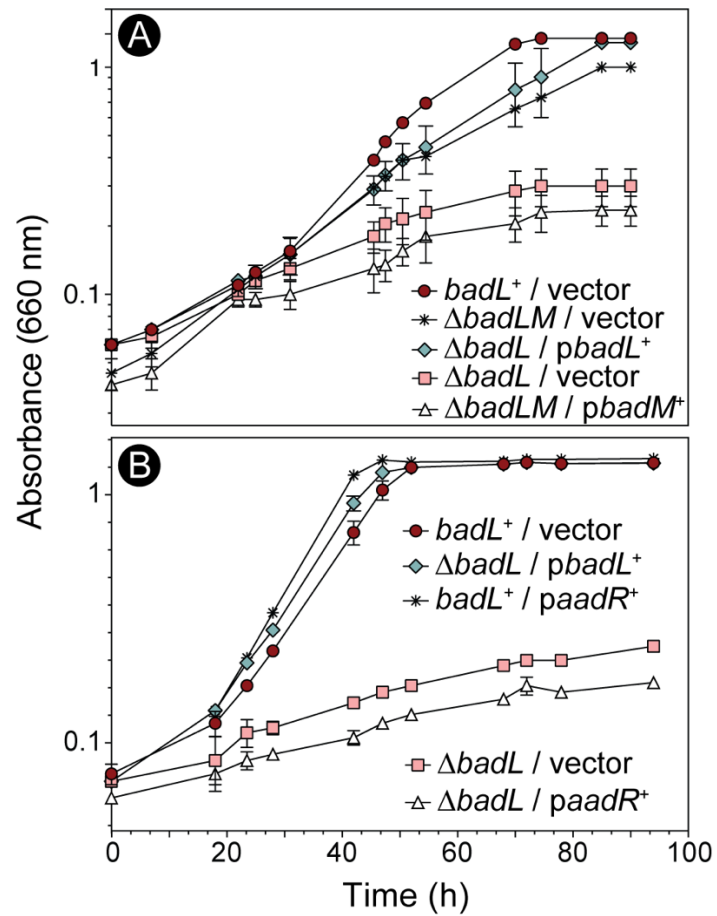 A
1
0.1
badL+ / vector
ΔbadLM / vector
ΔbadL / pbadL+
ΔbadL / vector
ΔbadLM / pbadM+
Absorbance (660 nm)
B
1
0.1
badL+ / vector
ΔbadL / pbadL+
badL+ / paadR+
ΔbadL / vector
ΔbadL / paadR+
0 20 40 60 80 100
Time (h)